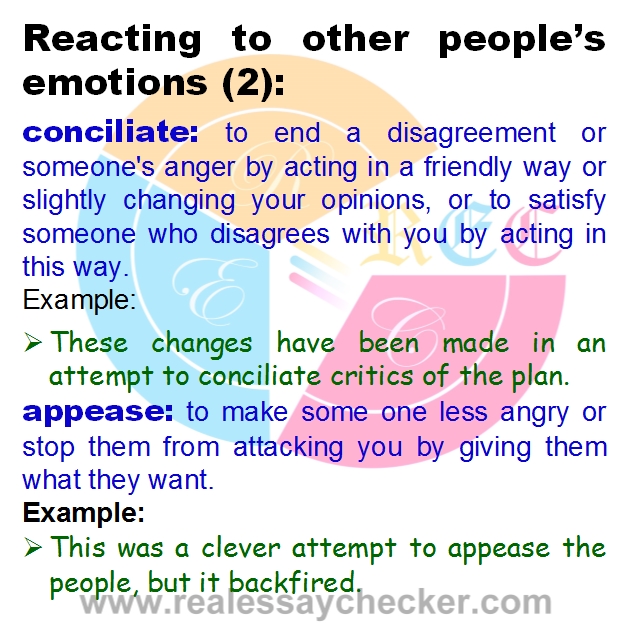 Reacting to other people's
emotions (2):
conciliate: to end a disagreement or
someone's anger by acting in a friendly way or
slightly changing your opinions, or to satisfy
someone who disagrees with you by acting in
this way.
Example:
➢ These changes have been made in an
attempt to conciliate critics of the plan.
appease: to make some one less angry or
stop them from attacking you by giving them
what they want.
Example:
➢ This was a clever attempt to appease the
people, but it backfired.
www.realessaychecker.com
R E C
E
C